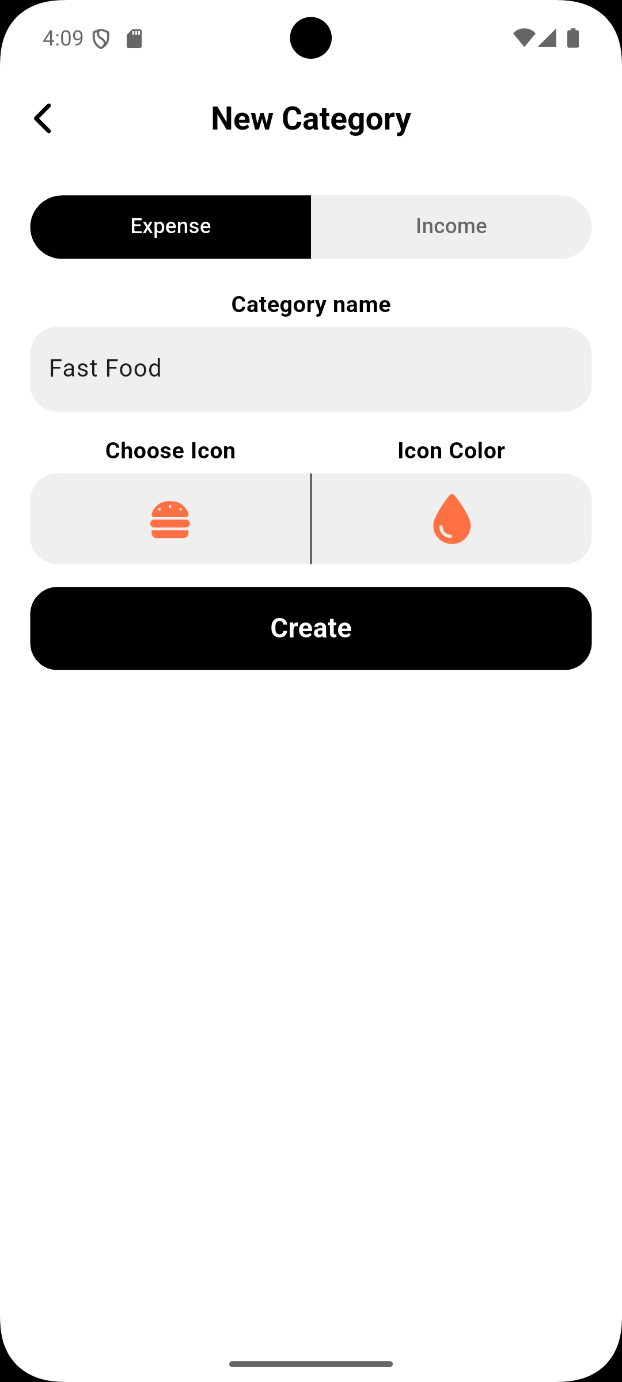 4:09
New Category
Expense
Income
Category name
Fast Food
Choose Icon
Icon Color
Create